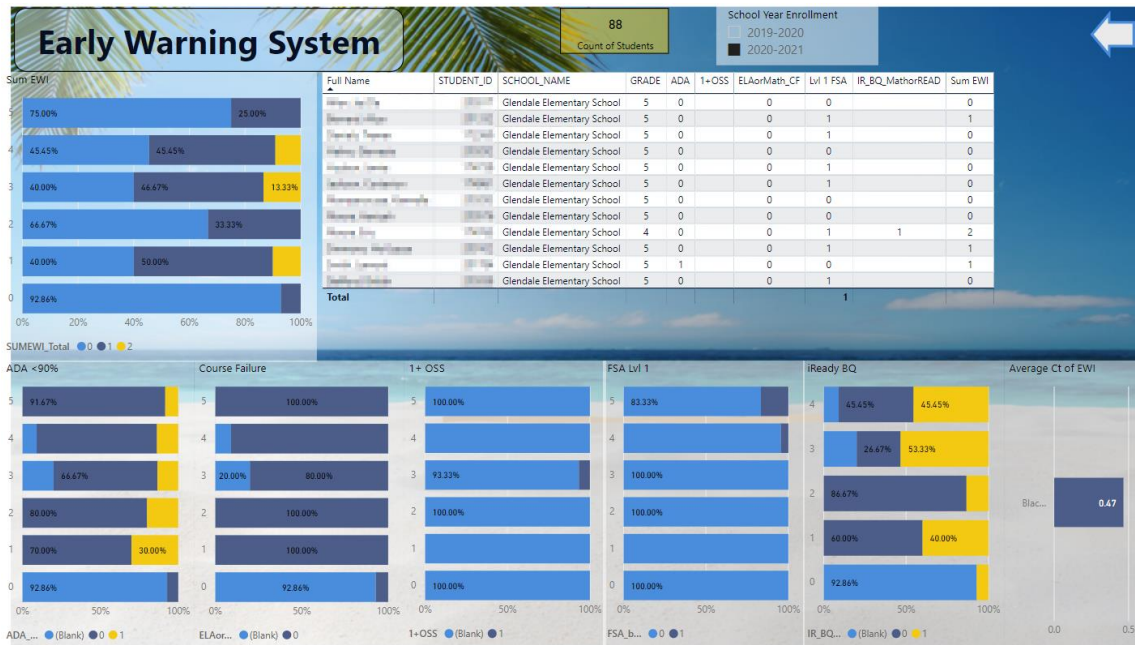 Early Warning System
88
Count of Students
School Year Enrollment
2019-2020
2020-2021
Sum EWI
5 75.00% 25.00%
4 45.45% 45.45%
3 40.00% 46.67% 13.33%
2 66.67% 33.33%
1 40.00% 50.00%
0 92.86%
0% 20% 40% 60% 80% 100%
SUMEWI_Total 0 1 2
Full Name STUDENT_ID SCHOOL_NAME GRADE ADA 1+OSS ELAorMath_CF Lvl 1 FSA IR_BQ_MathorREAD Sum EWI
Glendale Elementary School 5 0 0 0 0
Glendale Elementary School 5 0 0 1 1
Glendale Elementary School 5 0 0 1 0
Glendale Elementary School 5 0 0 0 0
Glendale Elementary School 5 0 0 1 0
Glendale Elementary School 5 0 0 1 0
Glendale Elementary School 5 0 0 0 0
Glendale Elementary School 5 0 0 0 0
Glendale Elementary School 4 0 0 1 1 2
Glendale Elementary School 5 0 0 1 1
Glendale Elementary School 5 1 0 0 1
Glendale Elementary School 5 0 0 1 0
Total 1
ADA <90%
5 91.67%
4
3 66.67%
2 80.00%
1 70.00% 30.00%
0 92.86%
0% 50% 100%
ADA_... (Blank) 0 1
Course Failure
5 100.00%
4
3 20.00% 80.00%
2 100.00%
1 100.00%
0 92.86%
0% 50% 100%
ELAor... (Blank) 0
1+ OSS
5 100.00%
4
3 93.33%
2 100.00%
1
0 100.00%
0% 50% 100%
1+OSS (Blank) 1
FSA Lvl 1
5 83.33%
4
3 100.00%
2 100.00%
1
0 100.00%
0% 50% 100%
FSA_b... 0 1
iReady BQ
4 45.45% 45.45%
3 26.67% 53.33%
2 86.67%
1 60.00% 40.00%
0 92.86%
0% 50% 100%
IR_BQ... (Blank) 0 1
Average Ct of EWI
Blac... 0.47
0.0 0.5